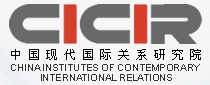 CICIR
中国现代国际关系研究院
CHINA INSTITUTES OF CONTEMPORARY
INTERNATIONAL RELATIONS